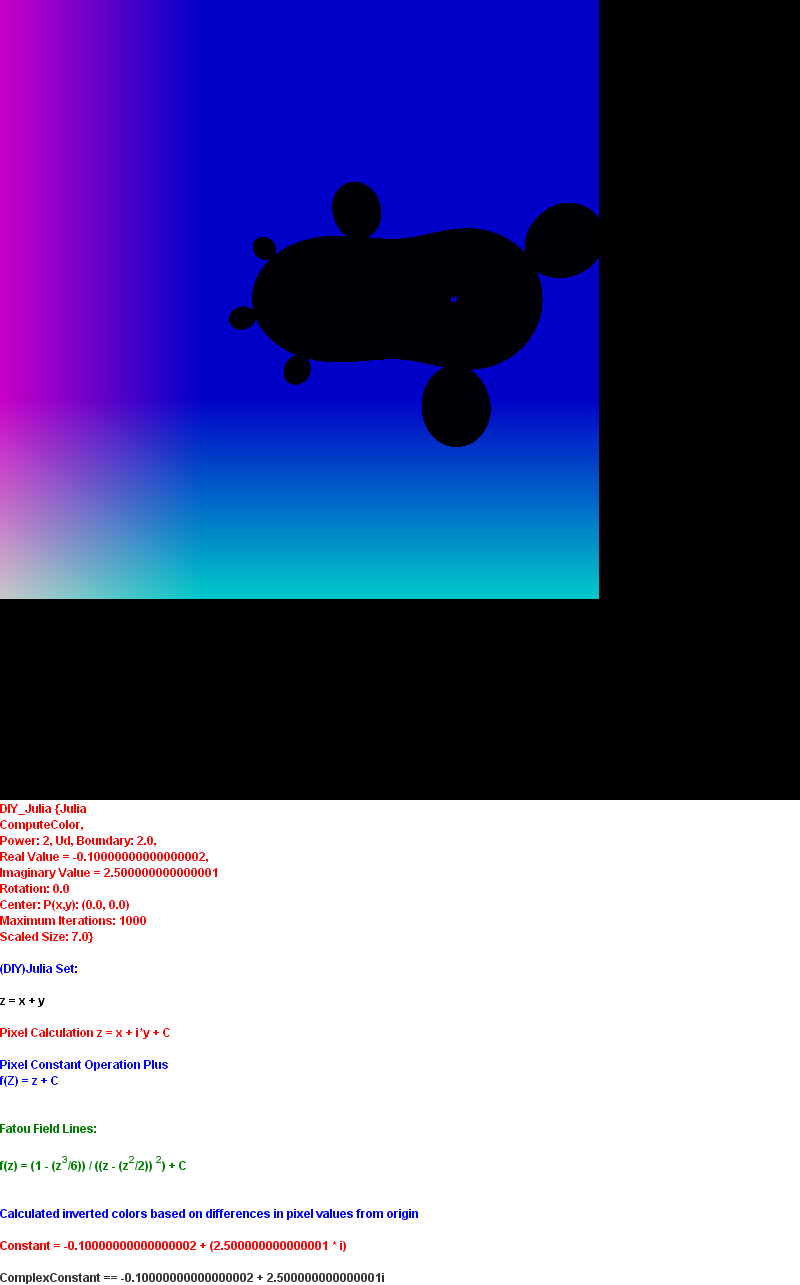 DIY_Julia {Julia
ComputeColor,
Power: 2, Ud, Boundary: 2.0,
Real Value = -0.10000000000000002,
Imaginary Value = 2.500000000000001
Rotation: 0.0
Center: P(x,y): (0.0, 0.0)
Maximum Iterations: 1000
Scaled Size: 7.0}
(DIY)Julia Set:
z = x + y
Pixel Calculation z = x + i*y + C
Pixel Constant Operation Plus
f(Z) = z + C
Fatou Field Lines:
f(z) = (1 - (z³/6)) / ((z - (z²/2)) ²) + C
Calculated inverted colors based on differences in pixel values from origin
Constant = -0.10000000000000002 + (2.500000000000001 * i)
ComplexConstant == -0.10000000000000002 + 2.500000000000001i